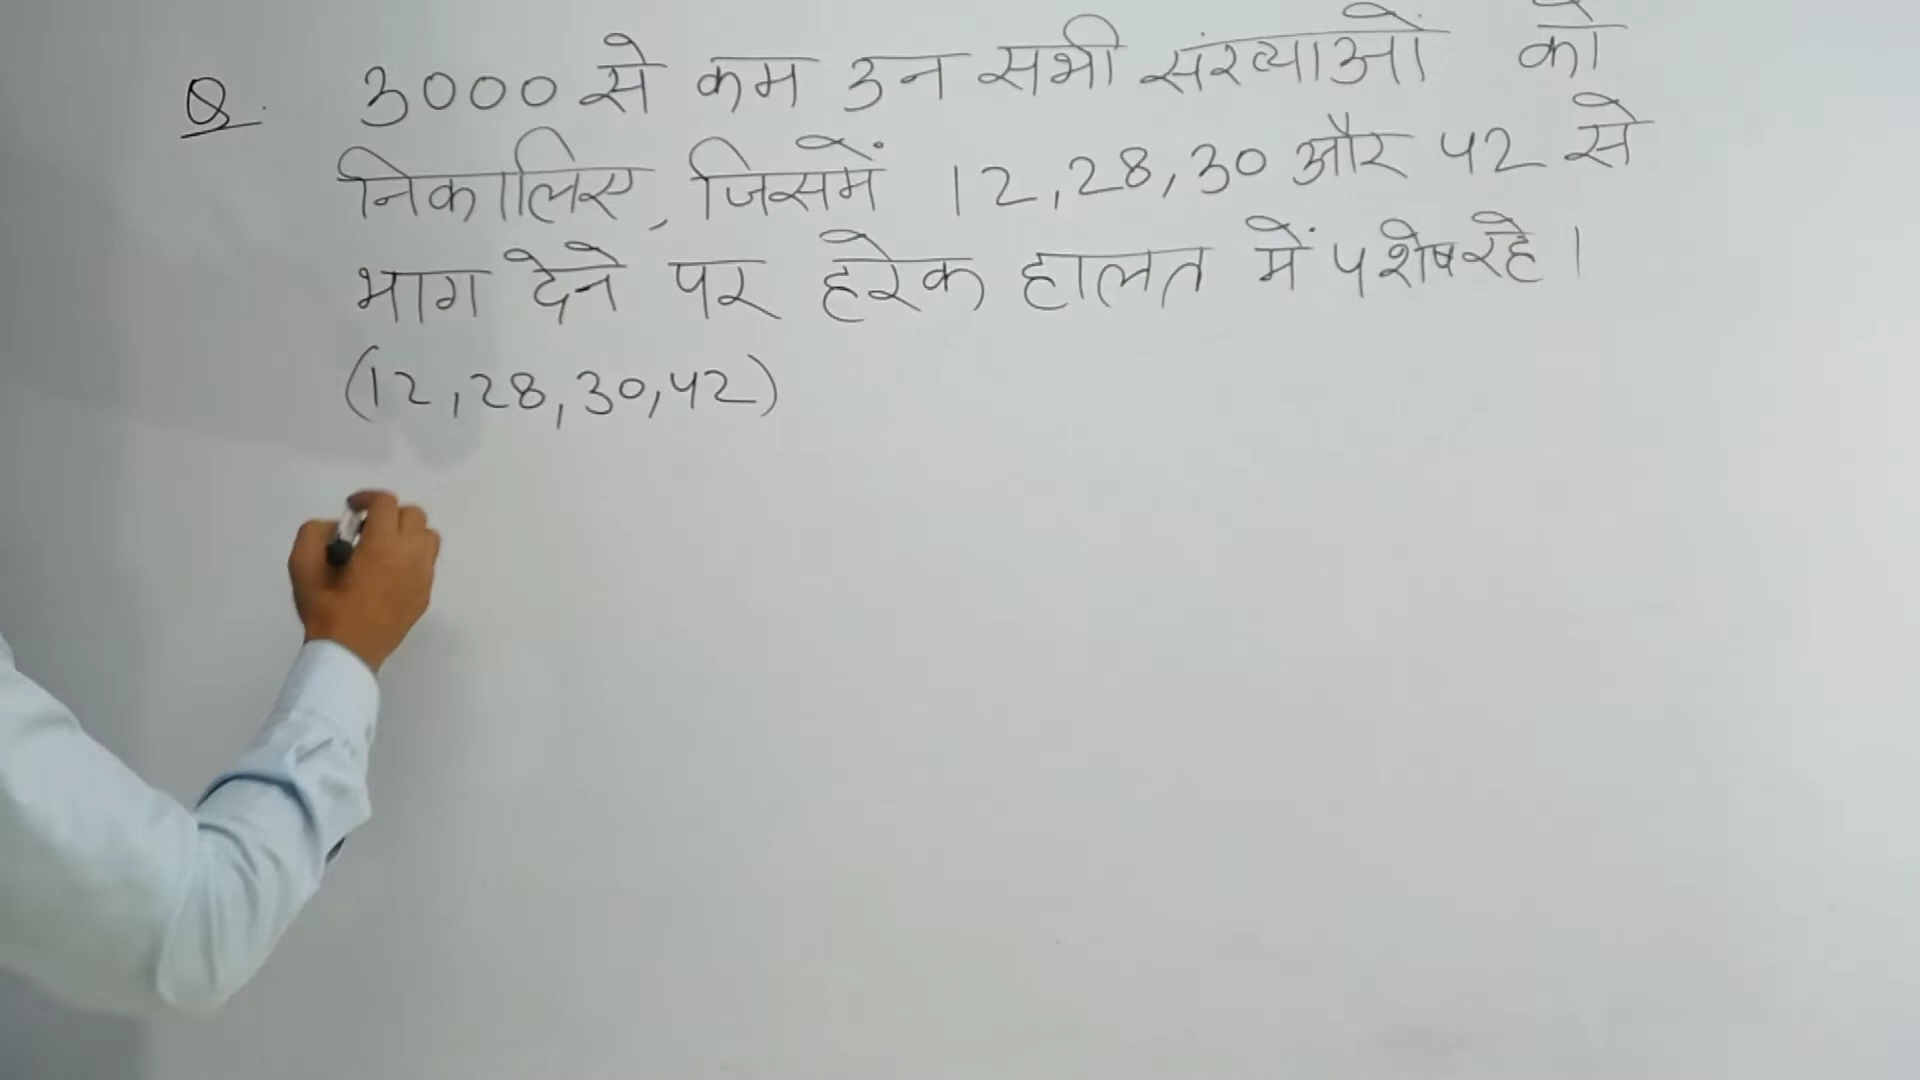 Q. 3000 से कम उन सभी संख्याओं को
निकालिए, जिसमें 12,28,30 और 42 से
भाग देने पर हरेक हालत में 4 शेष रहे।
(12,28,30,42)